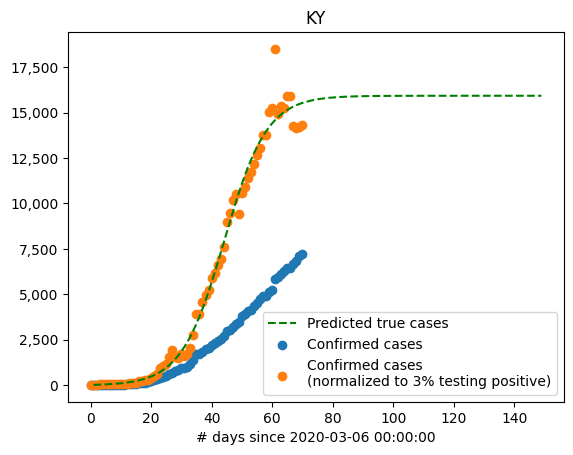 KY
17,500
15,000
12,500
10,000
7,500
5,000
2,500
0
0 20 40 60 80 100 120 140
# days since 2020-03-06 00:00:00
Predicted true cases
Confirmed cases
Confirmed cases
(normalized to 3% testing positive)